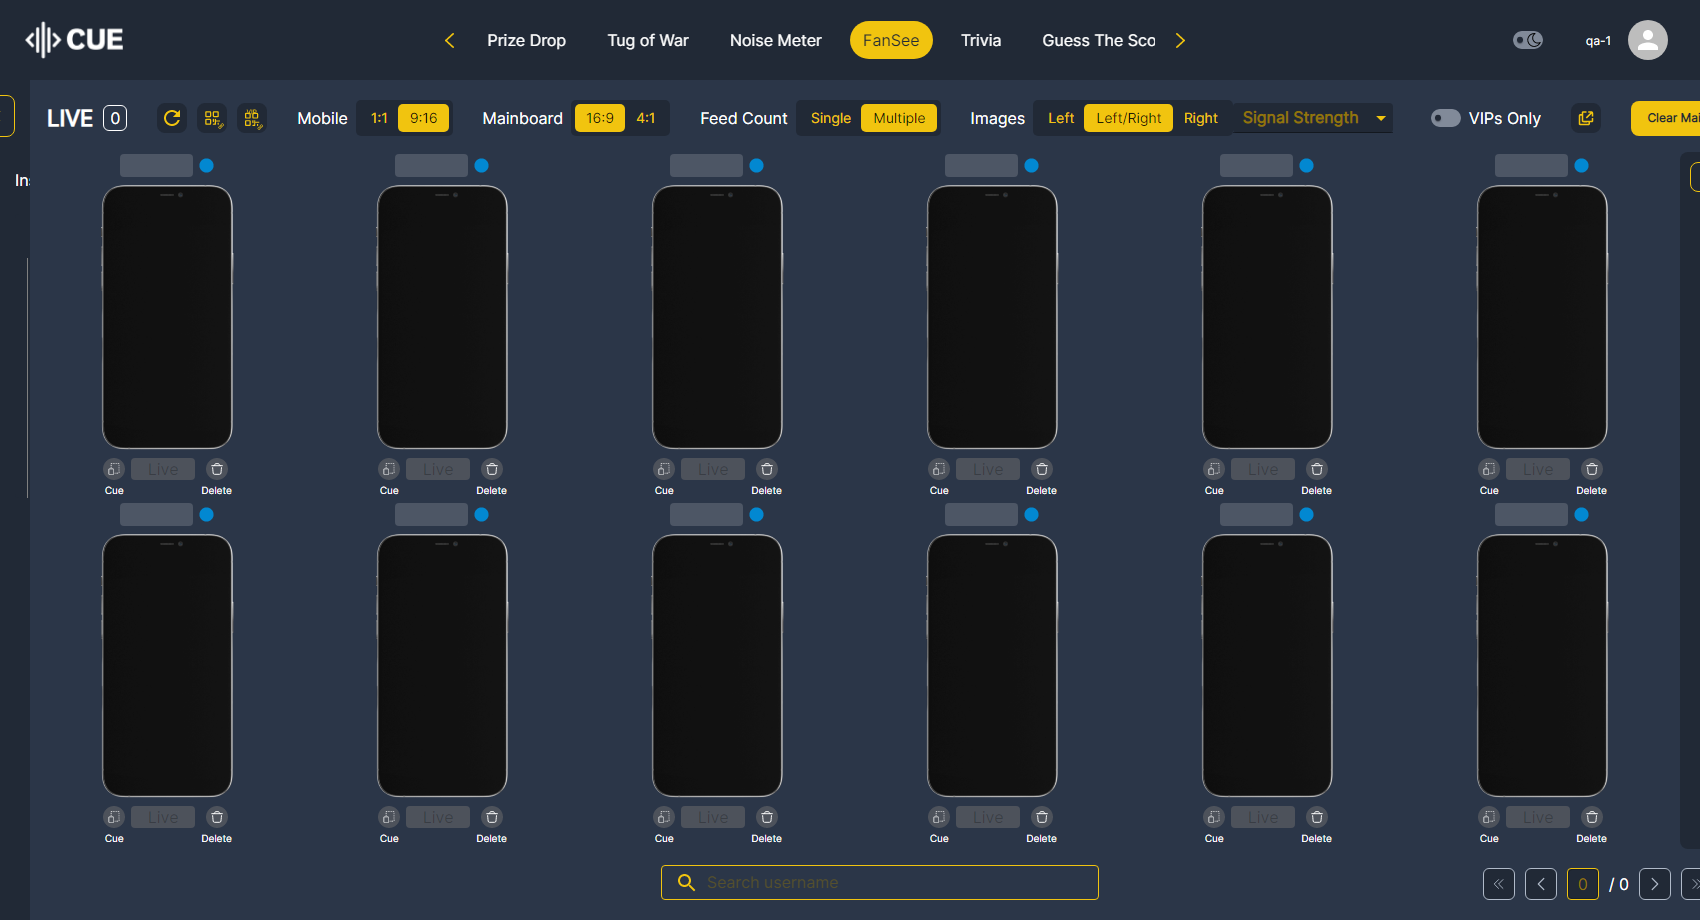 CUE
Prize Drop Tug of War Noise Meter FanSee Trivia Guess The Sco
qa-1
LIVE 0 Mobile 1:1 9:16 Mainboard 16:9 4:1 Feed Count Single Multiple Images Left Left/Right Right Signal Strength VIPs Only Clear Mai
Ins
Live Live Live Live Live Live
Cue Delete Cue Delete Cue Delete Cue Delete Cue Delete Cue Delete
Live Live Live Live Live Live
Cue Delete Cue Delete Cue Delete Cue Delete Cue Delete Cue Delete
Search username
0 / 0